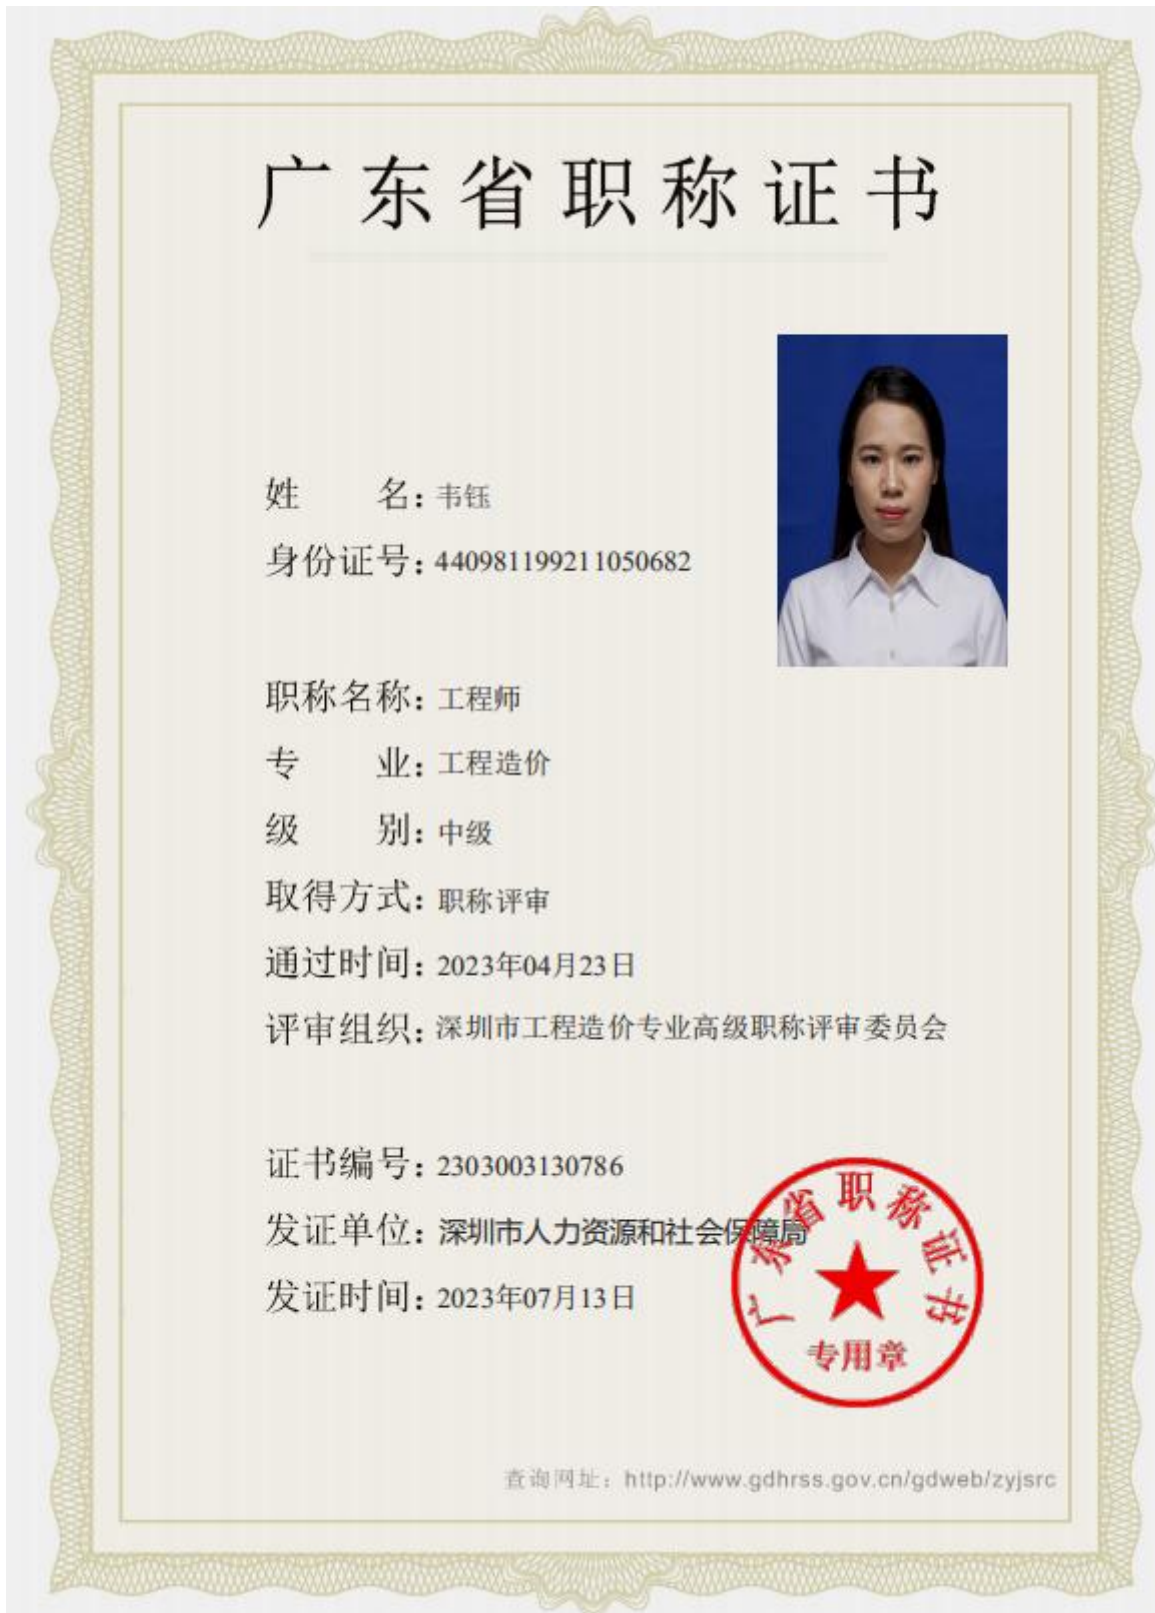 广东省职称证书
姓 名：韦钰
身份证号：440981199211050682
职称名称：工程师
专 业：工程造价
级 别：中级
取得方式：职称评审
通过时间：2023年04月23日
评审组织：深圳市工程造价专业高级职称评审委员会
证书编号：2303003130786
发证单位：深圳市人力资源和社会保障局
发证时间：2023年07月13日
广东省职称证书
专用章
查询网址：http://www.gdhrss.gov.cn/gdweb/zyjsrc